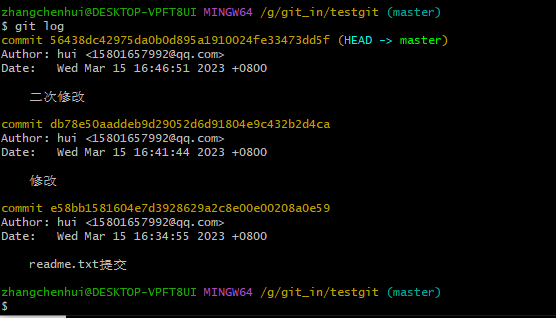 zhangchenhui@DESKTOP-VPFT8UI MINGW64 /g/git_in/testgit (master)
$ git log
commit 56438dc42975da0b0d895a1910024fe33473dd5f (HEAD -> master)
Author: hui <15801657992@qq.com>
Date:   Wed Mar 15 16:46:51 2023 +0800
二次修改
commit db78e50aaddeb9d29052d6d91804e9c432b2d4ca
Author: hui <15801657992@qq.com>
Date:   Wed Mar 15 16:41:44 2023 +0800
修改
commit e58bb1581604e7d3928629a2c8e00e00208a0e59
Author: hui <15801657992@qq.com>
Date:   Wed Mar 15 16:34:55 2023 +0800
readme.txt提交
zhangchenhui@DESKTOP-VPFT8UI MINGW64 /g/git_in/testgit (master)
$